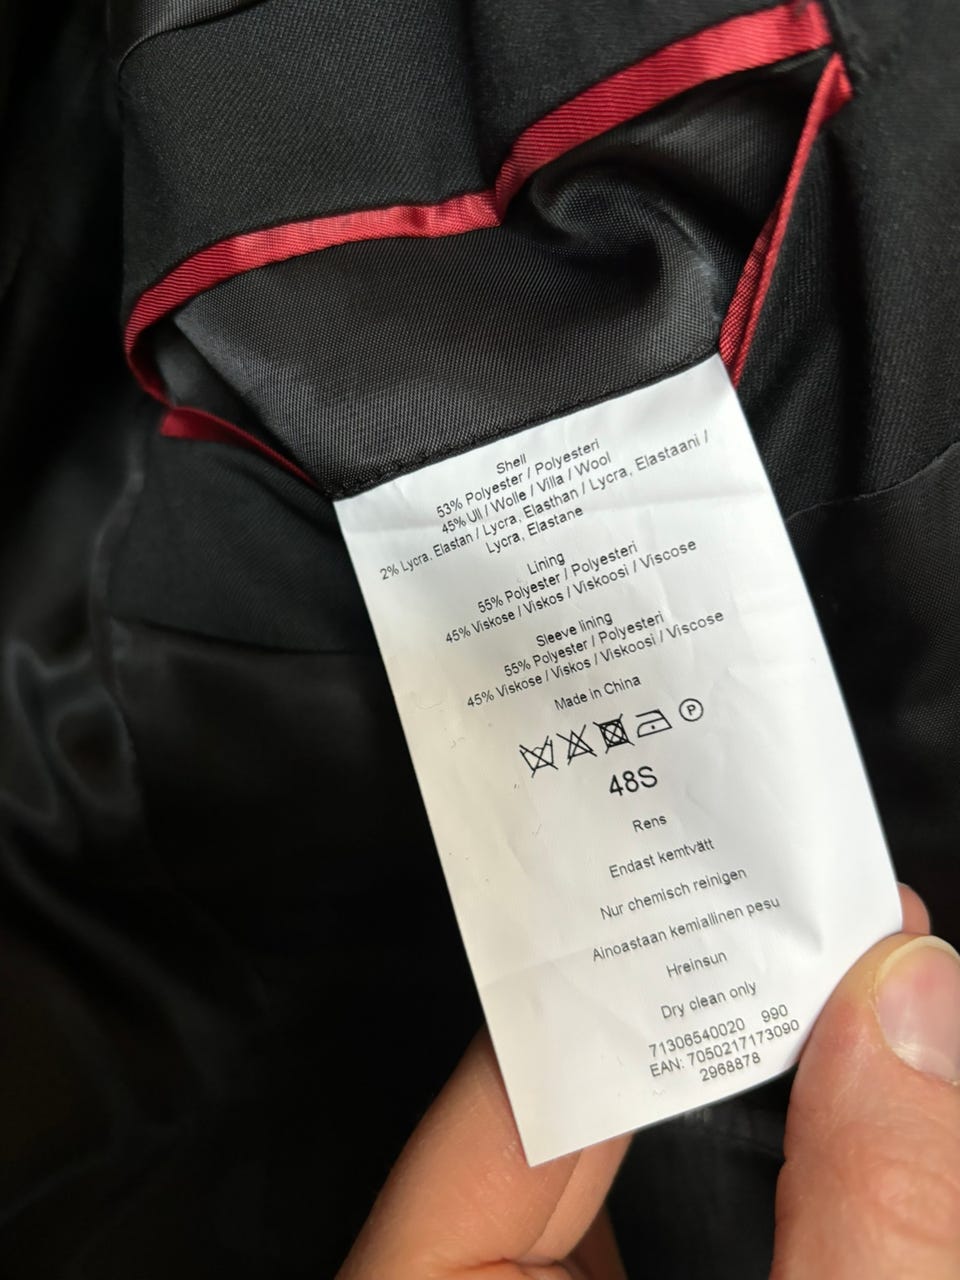 Shell
53% Polyester / Polyesteri
45% Ull / Wolle / Villa / Wool
2% Lycra, Elastan / Lycra, Elasthan / Lycra, Elastaani /
Lycra, Elastane
Lining
55% Polyester / Polyesteri
45% Viskose / Viskos / Viskoosi / Viscose
Sleeve lining
55% Polyester / Polyesteri
45% Viskose / Viskos / Viskoosi / Viscose
Made in China
P
48S
Rens
Endast kemtvätt
Nur chemisch reinigen
Ainoastaan kemiallinen pesu
Hreinsun
Dry clean only
71306540020 990
EAN: 7050217173090
2968878